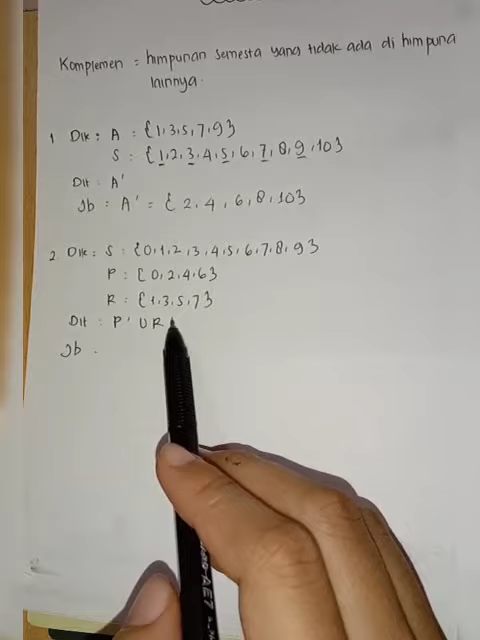 Komplemen = himpunan semesta yang tidak ada di himpuna
lainnya.
1 Dik : A = {1,3,5,7,9}
S = {1,2,3,4,5,6,7,8,9,10}
Dit : A'
Jb : A' = {2,4,6,8,10}
2. Dik : S : {0,1,2,3,4,5,6,7,8,9}
P : {0,2,4,6}
R : {1,3,5,7}
Dit : P' U R
Jb .